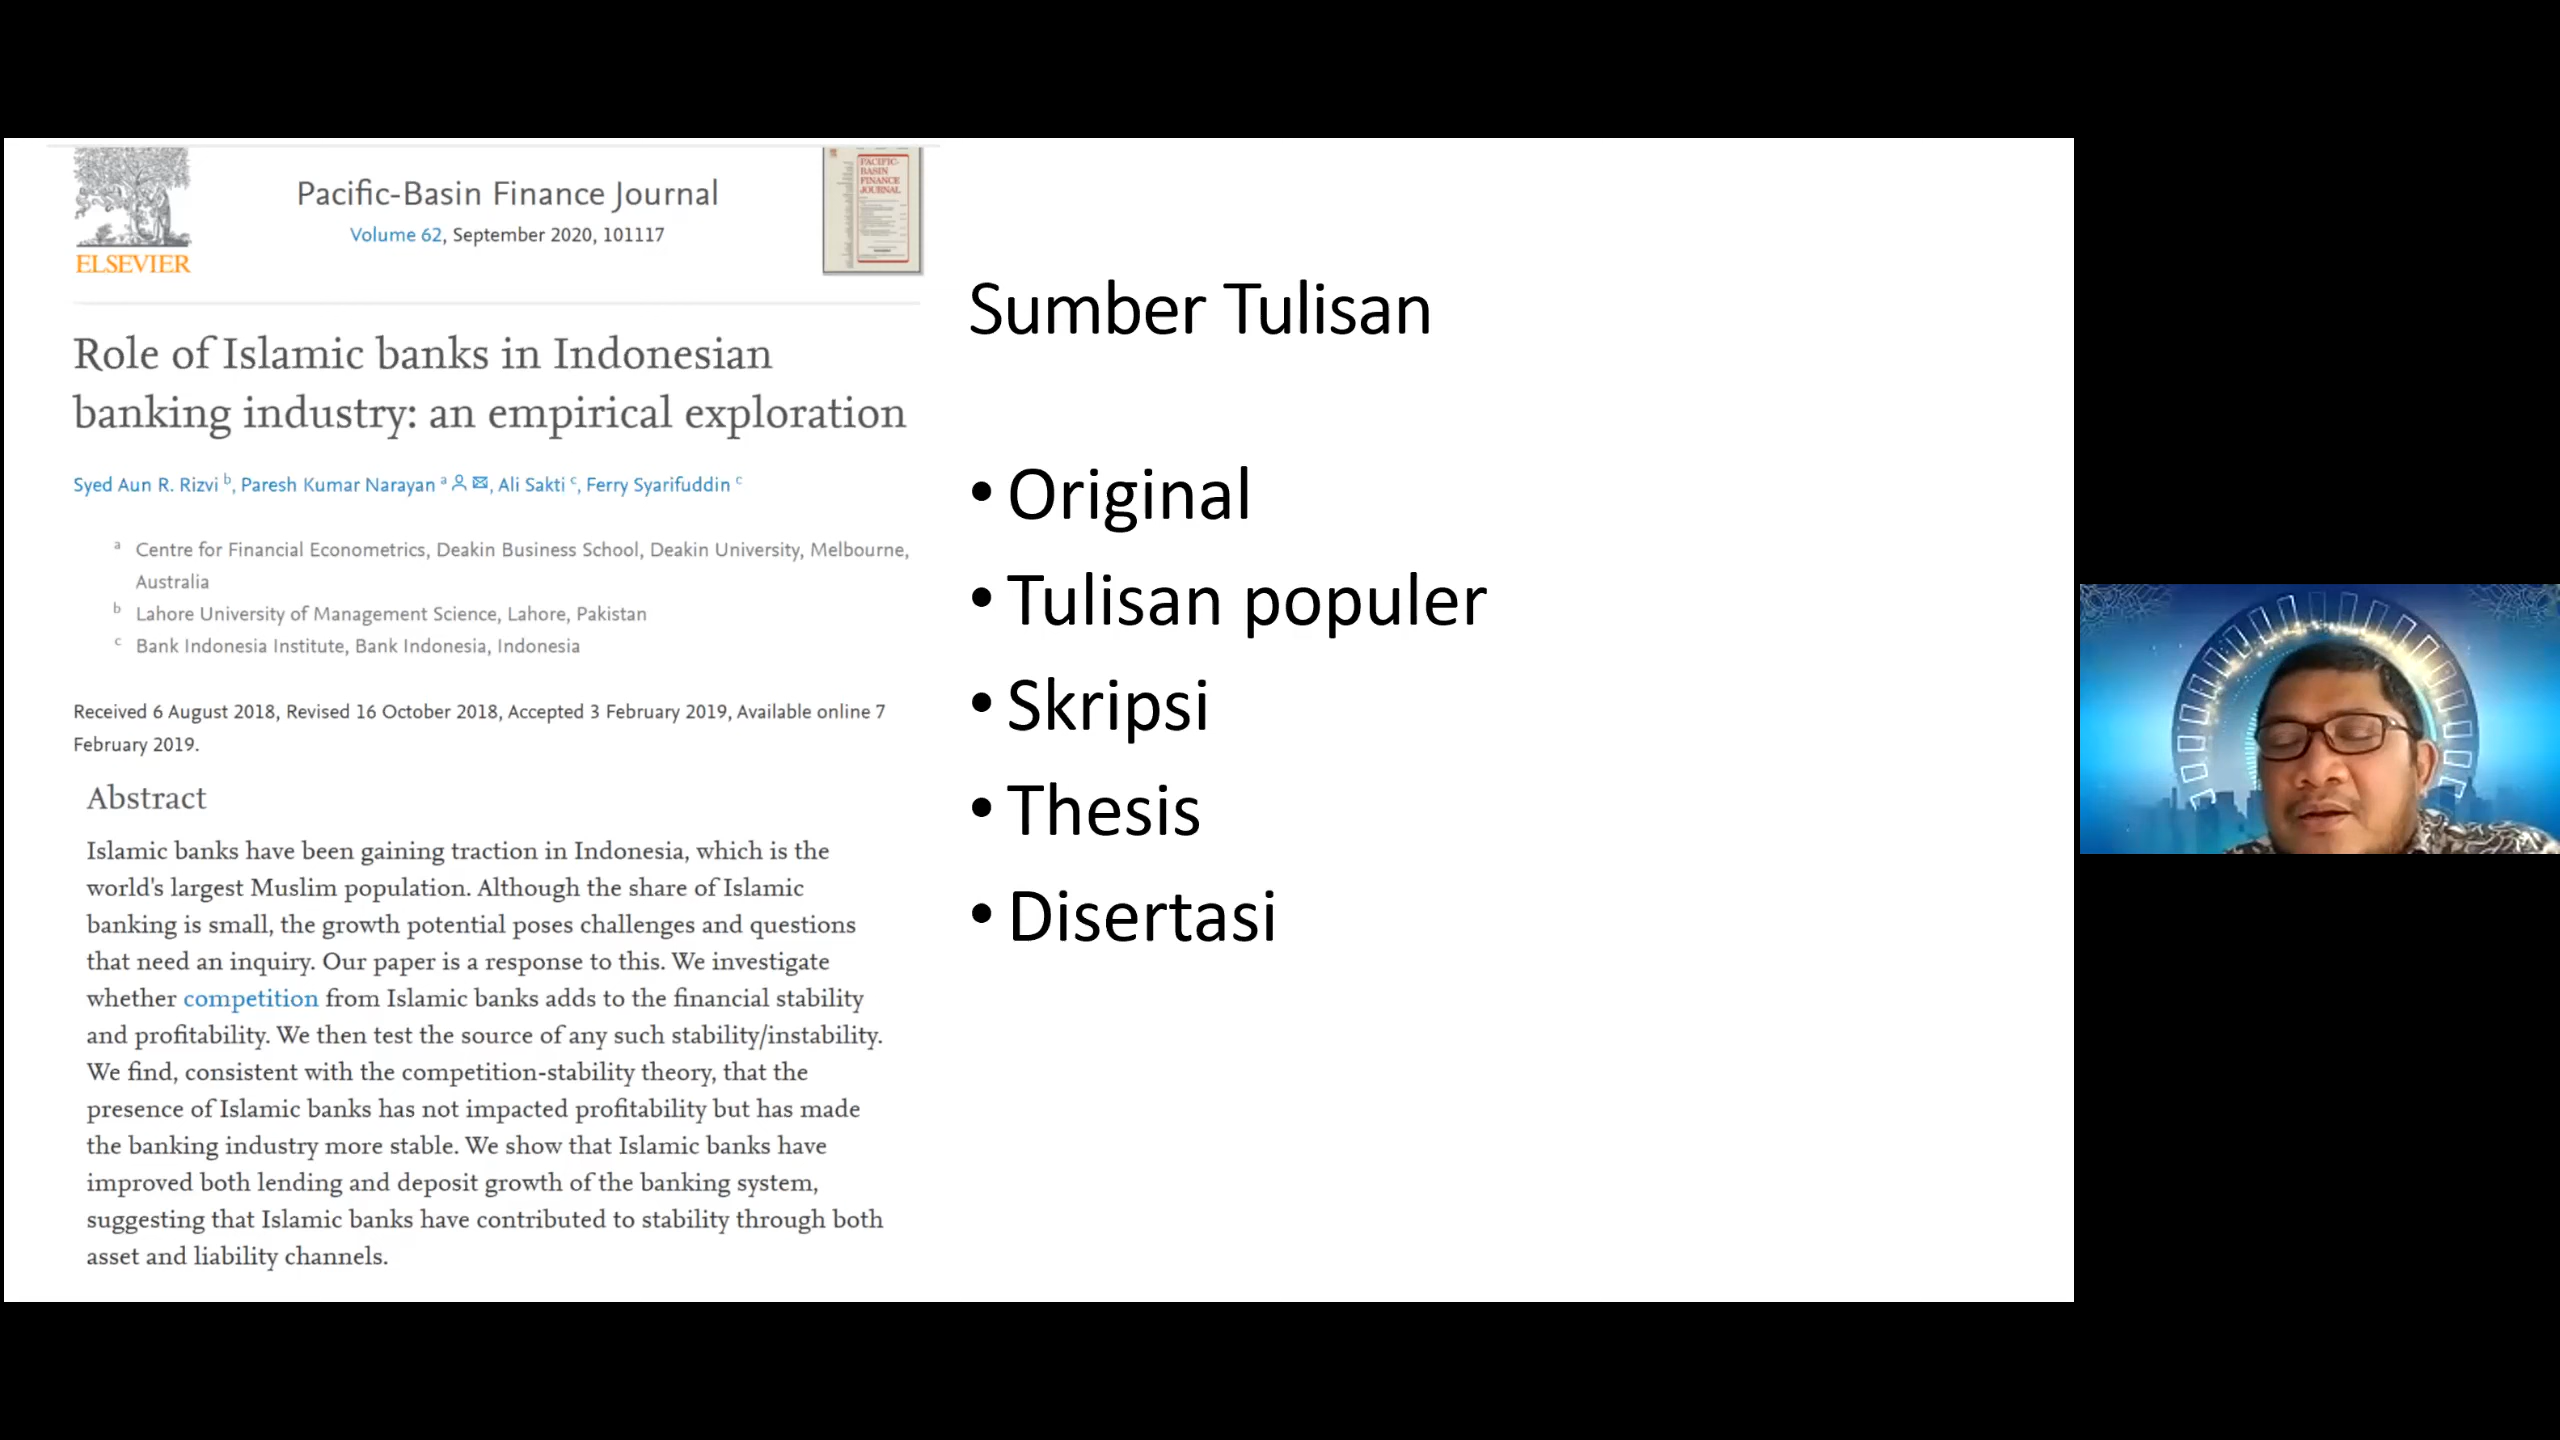 ELSEVIER
Pacific-Basin Finance Journal
Volume 62, September 2020, 101117
PACIFIC-
BASIN
FINANCE
JOURNAL
Role of Islamic banks in Indonesian
banking industry: an empirical exploration
Syed Aun R. Rizvi b, Paresh Kumar Narayan a, Ali Sakti c, Ferry Syarifuddin c
a Centre for Financial Econometrics, Deakin Business School, Deakin University, Melbourne,
Australia
b Lahore University of Management Science, Lahore, Pakistan
c Bank Indonesia Institute, Bank Indonesia, Indonesia
Received 6 August 2018, Revised 16 October 2018, Accepted 3 February 2019, Available online 7
February 2019.
Abstract
Islamic banks have been gaining traction in Indonesia, which is the
world's largest Muslim population. Although the share of Islamic
banking is small, the growth potential poses challenges and questions
that need an inquiry. Our paper is a response to this. We investigate
whether competition from Islamic banks adds to the financial stability
and profitability. We then test the source of any such stability/instability.
We find, consistent with the competition-stability theory, that the
presence of Islamic banks has not impacted profitability but has made
the banking industry more stable. We show that Islamic banks have
improved both lending and deposit growth of the banking system,
suggesting that Islamic banks have contributed to stability through both
asset and liability channels.
Sumber Tulisan
• Original
• Tulisan populer
• Skripsi
• Thesis
• Disertasi